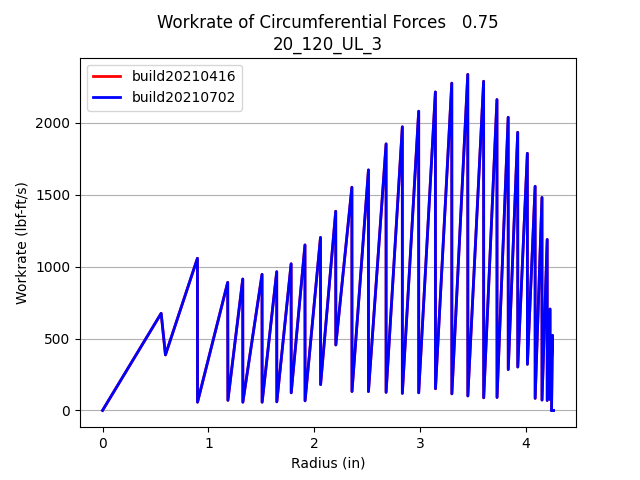 Workrate of Circumferential Forces 0.75
20_120_UL_3
build20210416
build20210702
Workrate (lbf-ft/s)
2000
1500
1000
500
0
0 1 2 3 4
Radius (in)